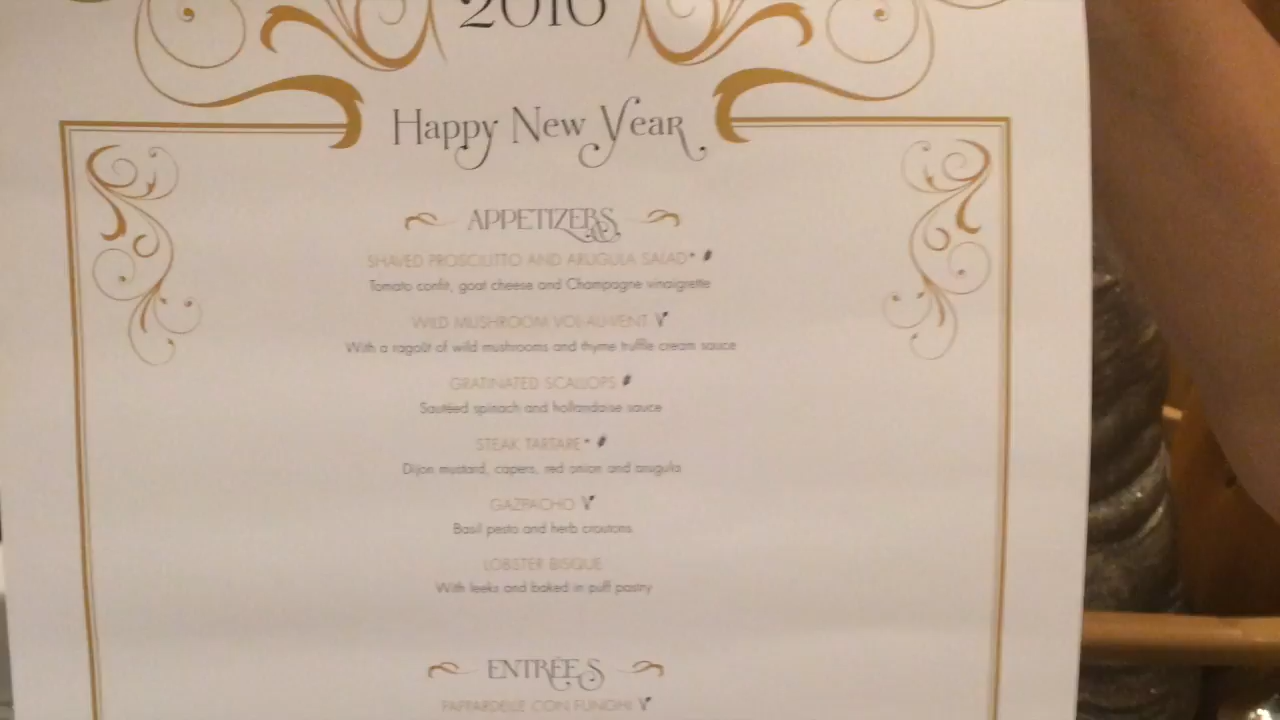 2016
Happy New Year
APPETIZERS
SHAVED PROSCIUTTO AND ARUGULA SALAD*
Tomato confit, goat cheese and Champagne vinaigrette
WILD MUSHROOM VOL-AU-VENT V
With a ragoût of wild mushrooms and thyme truffle cream sauce
GRATINATED SCALLOPS
Sautéed spinach and hollandaise sauce
STEAK TARTARE*
Dijon mustard, capers, red onion and arugula
GAZPACHO V
Basil pesto and herb croutons
LOBSTER BISQUE
With leeks and baked in puff pastry
ENTRÉES
PAPPARDELLE CON FUNGHI V